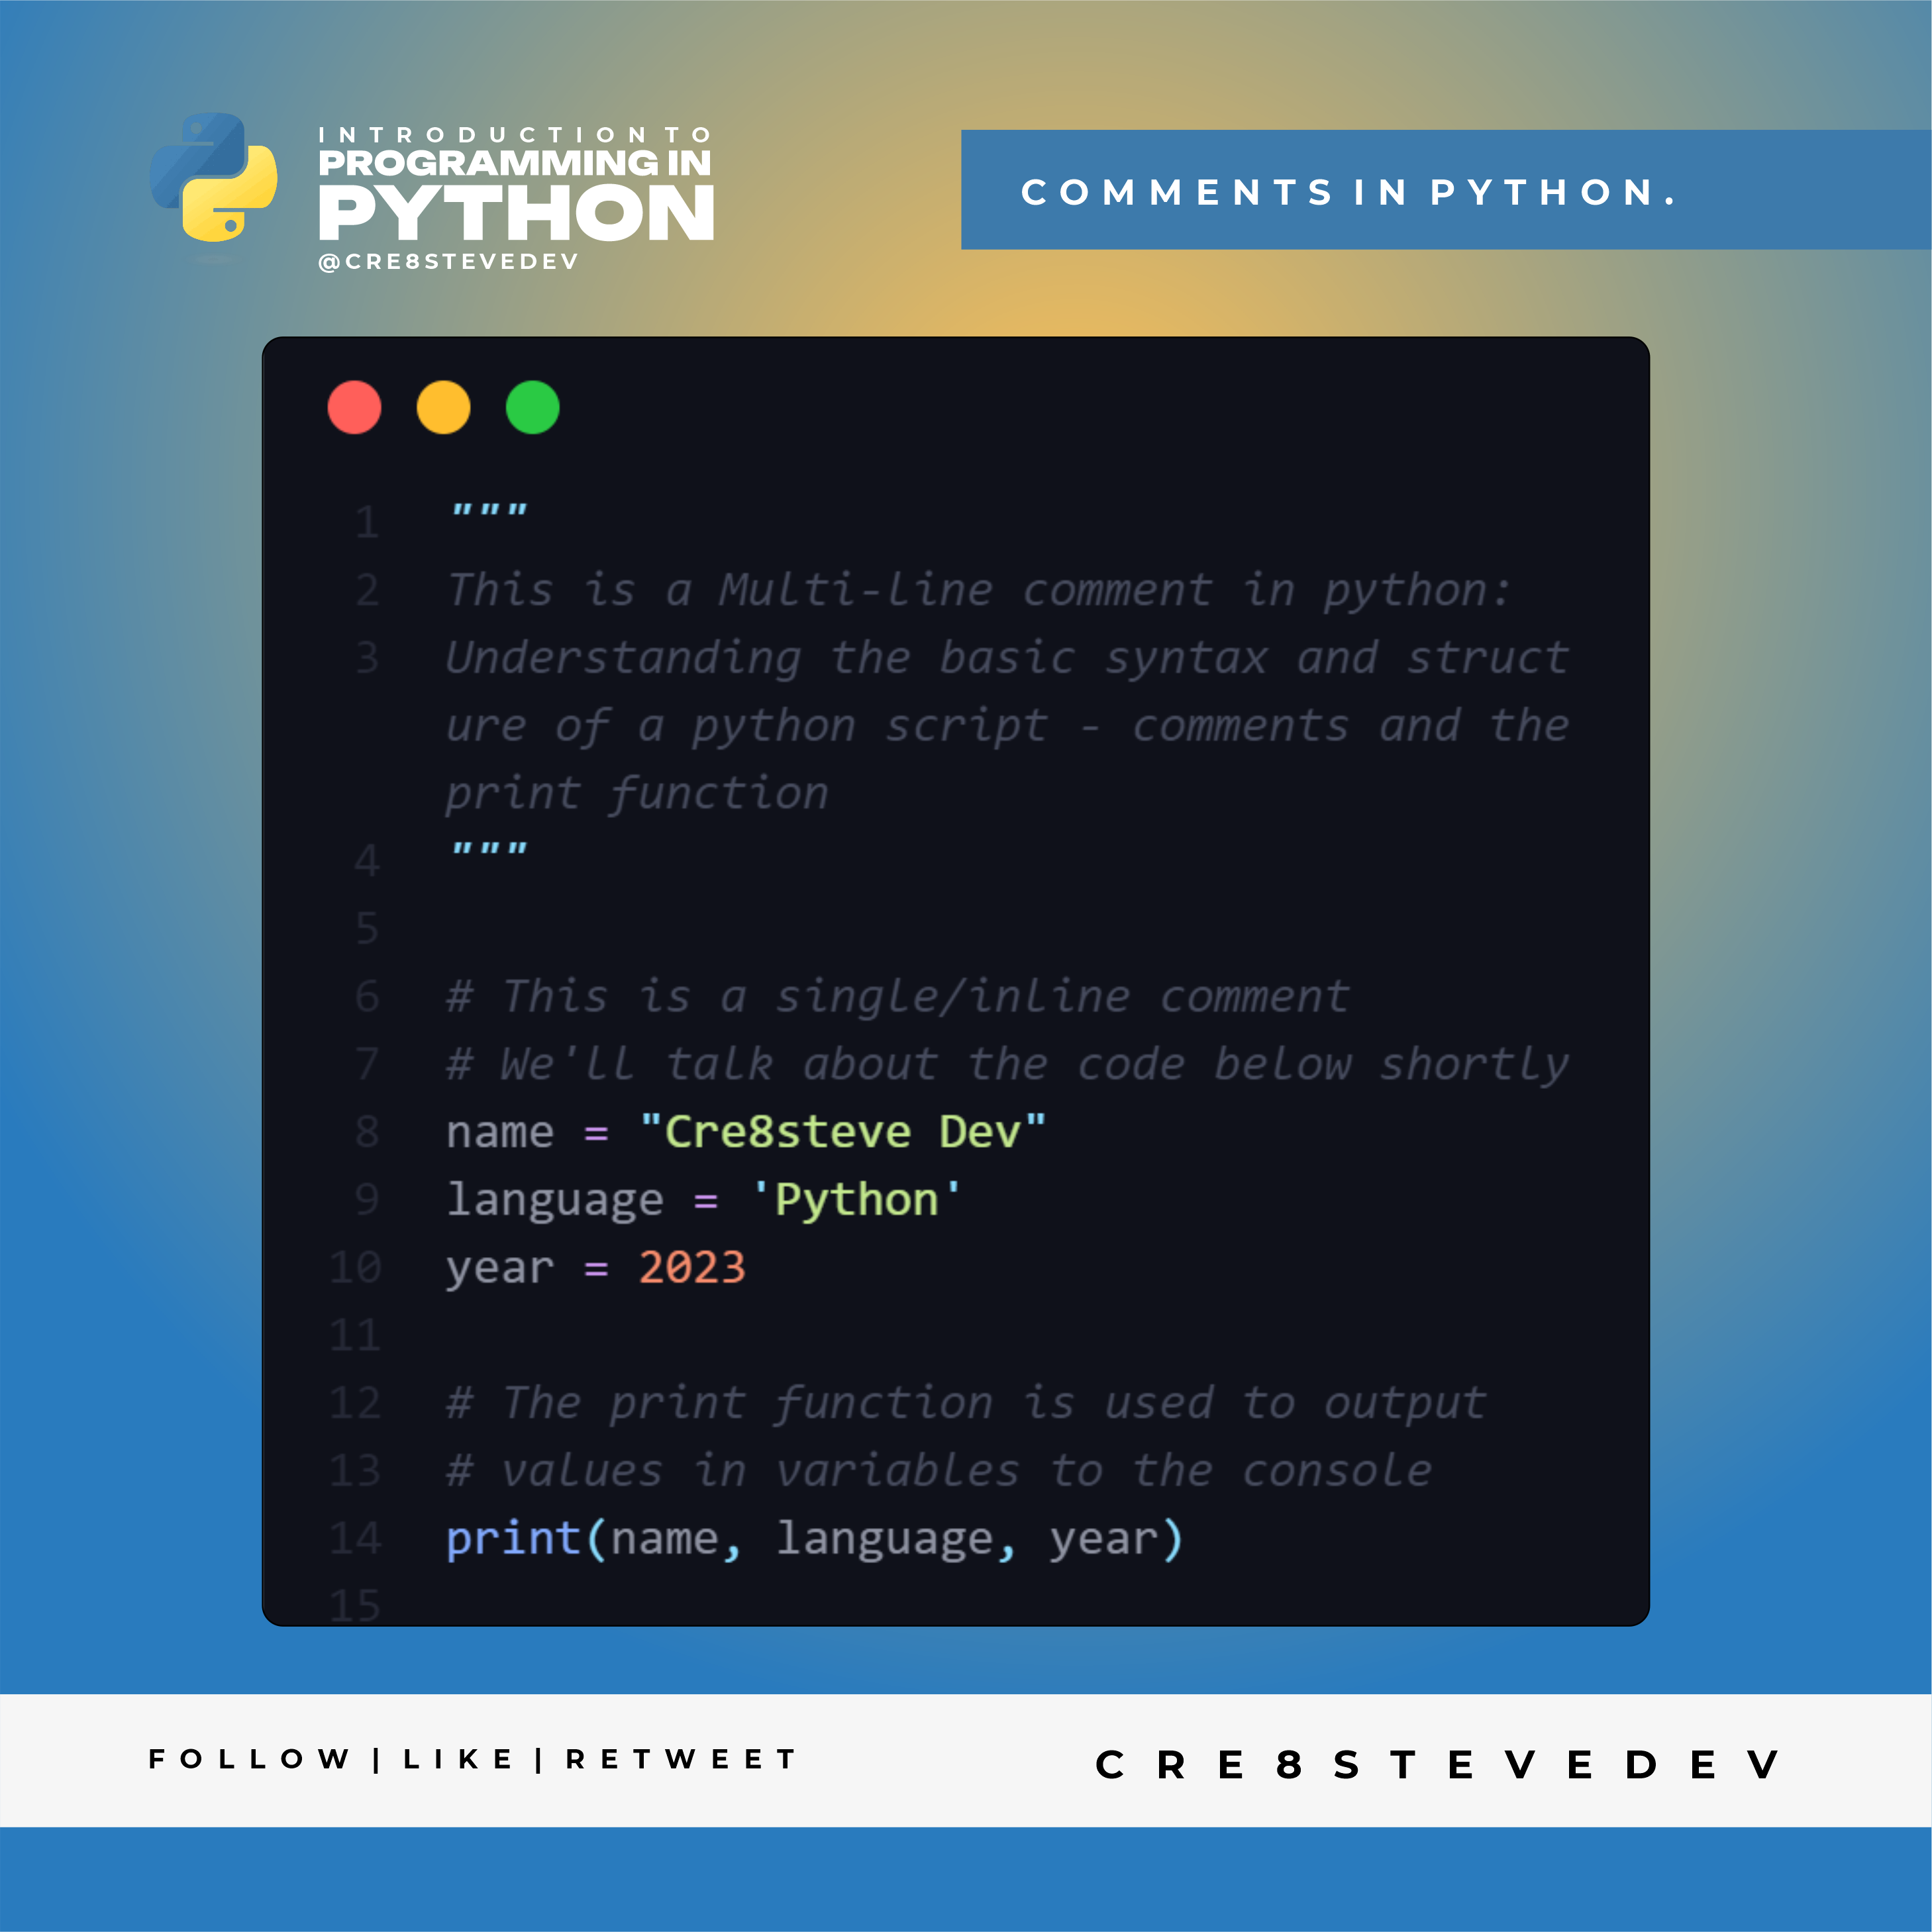 INTRODUCTION TO
PROGRAMMING IN
PYTHON
@CRE8STEVEDEV
COMMENTS IN PYTHON.
1 """
2 This is a Multi-line comment in python:
3 Understanding the basic syntax and struct
ure of a python script - comments and the
print function
4 """
5
6 # This is a single/inline comment
7 # We'll talk about the code below shortly
8 name = "Cre8steve Dev"
9 language = 'Python'
10 year = 2023
11
12 # The print function is used to output
13 # values in variables to the console
14 print(name, language, year)
15
FOLLOW | LIKE | RETWEET
CRE8STEVEDEV